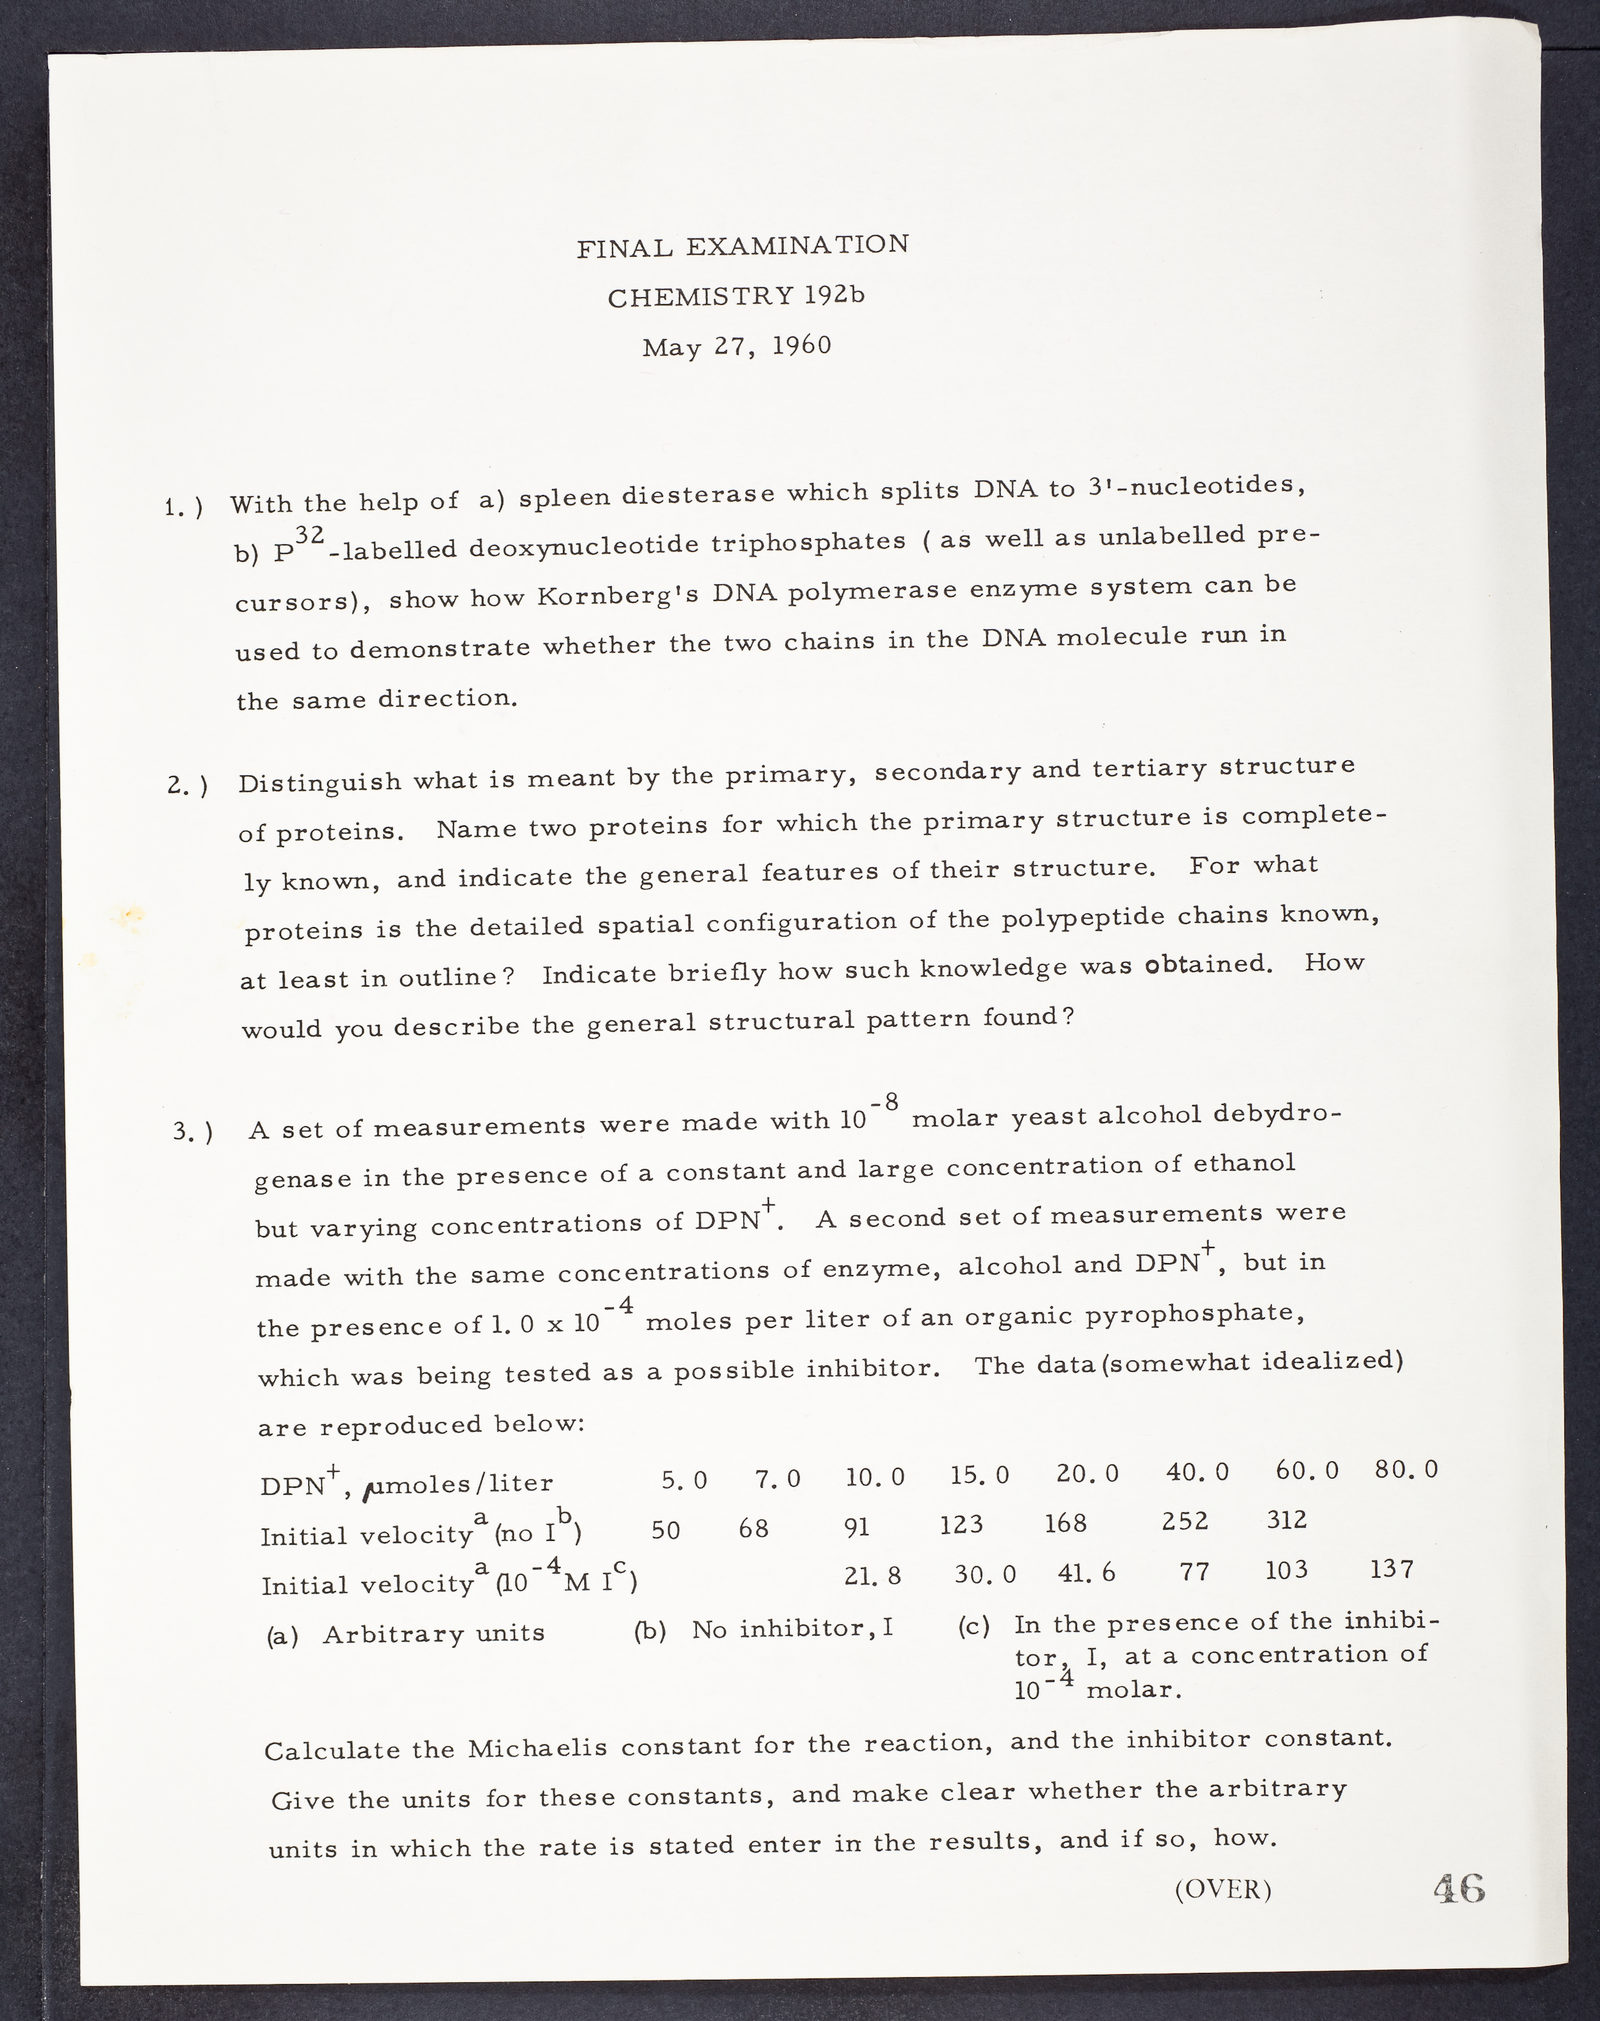 FINAL EXAMINATION
CHEMISTRY 192b
May 27, 1960
1.) With the help of a) spleen diesterase which splits DNA to 3'-nucleotides,
b) P³²-labelled deoxynucleotide triphosphates ( as well as unlabelled pre-
cursors), show how Kornberg's DNA polymerase enzyme system can be
used to demonstrate whether the two chains in the DNA molecule run in
the same direction.
2.) Distinguish what is meant by the primary, secondary and tertiary structure
of proteins. Name two proteins for which the primary structure is complete-
ly known, and indicate the general features of their structure. For what
proteins is the detailed spatial configuration of the polypeptide chains known,
at least in outline? Indicate briefly how such knowledge was obtained. How
would you describe the general structural pattern found?
3.) A set of measurements were made with 10⁻⁸ molar yeast alcohol debydro-
genase in the presence of a constant and large concentration of ethanol
but varying concentrations of DPN⁺. A second set of measurements were
made with the same concentrations of enzyme, alcohol and DPN⁺, but in
the presence of 1.0 x 10⁻⁴ moles per liter of an organic pyrophosphate,
which was being tested as a possible inhibitor. The data (somewhat idealized)
are reproduced below:
DPN⁺, μmoles/liter 5.0 7.0 10.0 15.0 20.0 40.0 60.0 80.0
Initial velocityᵃ (no Iᵇ) 50 68 91 123 168 252 312
Initial velocityᵃ (10⁻⁴M Iᶜ) 21.8 30.0 41.6 77 103 137
(a) Arbitrary units (b) No inhibitor, I (c) In the presence of the inhibi-
tor, I, at a concentration of
10⁻⁴ molar.
Calculate the Michaelis constant for the reaction, and the inhibitor constant.
Give the units for these constants, and make clear whether the arbitrary
units in which the rate is stated enter in the results, and if so, how.
(OVER)
46